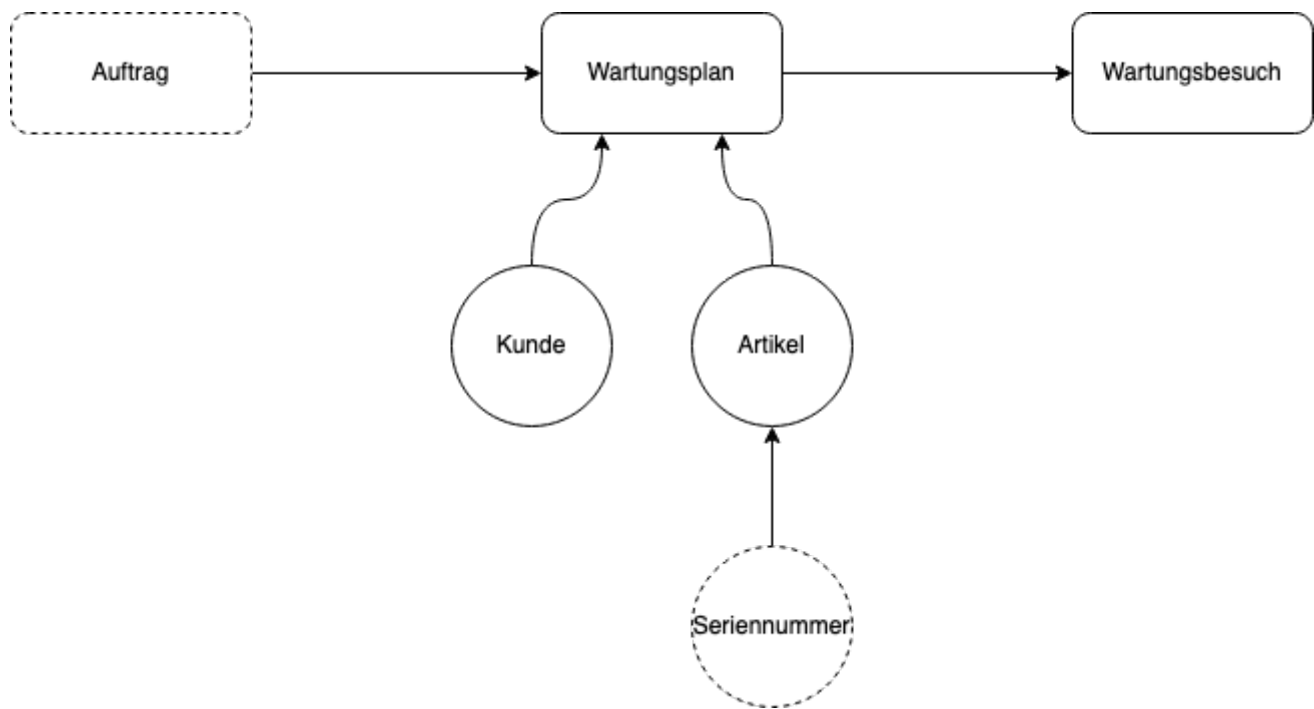 Auftrag
Wartungsplan
Wartungsbesuch
Kunde
Artikel
Seriennummer